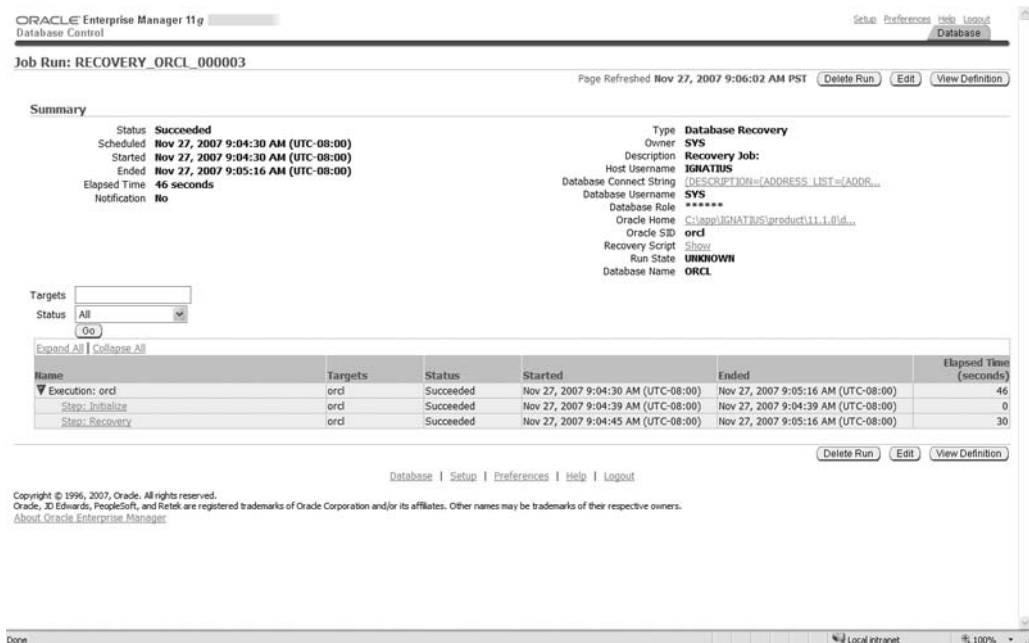 ORACLE Enterprise Manager 11g
Database Control
Setup Preferences Help Logout
Database
Job Run: RECOVERY_ORCL_000003
Page Refreshed Nov 27, 2007 9:06:02 AM PST Delete Run Edit View Definition
Summary
Status Succeeded
Scheduled Nov 27, 2007 9:04:30 AM (UTC-08:00)
Started Nov 27, 2007 9:04:30 AM (UTC-08:00)
Ended Nov 27, 2007 9:05:16 AM (UTC-08:00)
Elapsed Time 46 seconds
Notification No
Type Database Recovery
Owner SYS
Description Recovery Job:
Host Username IGNATIUS
Database Connect String (DESCRIPTION=(ADDRESS_LIST=(ADDR...
Database Username SYS
Database Role ******
Oracle Home C:\app\IGNATIUS\product\11.1.0\d...
Oracle SID orcl
Recovery Script Show
Run State UNKNOWN
Database Name ORCL
Targets
Status All
Go
Expand All | Collapse All
Name Targets Status Started Ended Elapsed Time (seconds)
Execution: orcl orcl Succeeded Nov 27, 2007 9:04:30 AM (UTC-08:00) Nov 27, 2007 9:05:16 AM (UTC-08:00) 46
Step: Initialize orcl Succeeded Nov 27, 2007 9:04:39 AM (UTC-08:00) Nov 27, 2007 9:04:39 AM (UTC-08:00) 0
Step: Recovery orcl Succeeded Nov 27, 2007 9:04:45 AM (UTC-08:00) Nov 27, 2007 9:05:16 AM (UTC-08:00) 30
Delete Run Edit View Definition
Database | Setup | Preferences | Help | Logout
Copyright © 1996, 2007, Oracle. All rights reserved.
Oracle, JD Edwards, PeopleSoft, and Retek are registered trademarks of Oracle Corporation and/or its affiliates. Other names may be trademarks of their respective owners.
About Oracle Enterprise Manager
Done Local intranet 100%